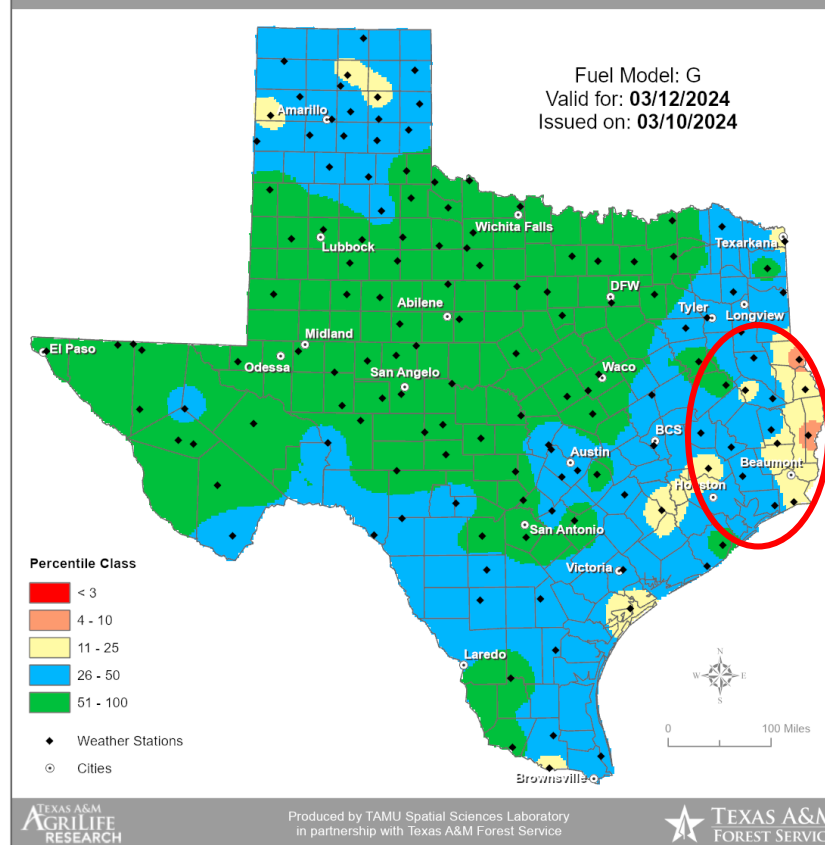 Fuel Model: G
Valid for: 03/12/2024
Issued on: 03/10/2024
Amarillo
Wichita Falls
Lubbock
Texarkana
DFW
Abilene
Tyler
Longview
Midland
El Paso
Odessa
San Angelo
Waco
BCS
Austin
Beaumont
Houston
San Antonio
Victoria
Laredo
Brownsville
Percentile Class
< 3
4 - 10
11 - 25
26 - 50
51 - 100
Weather Stations
Cities
N
W E
S
0 100 Miles
TEXAS A&M
AGRILIFE
RESEARCH
Produced by TAMU Spatial Sciences Laboratory
in partnership with Texas A&M Forest Service
TEXAS A&M
FOREST SERVIC